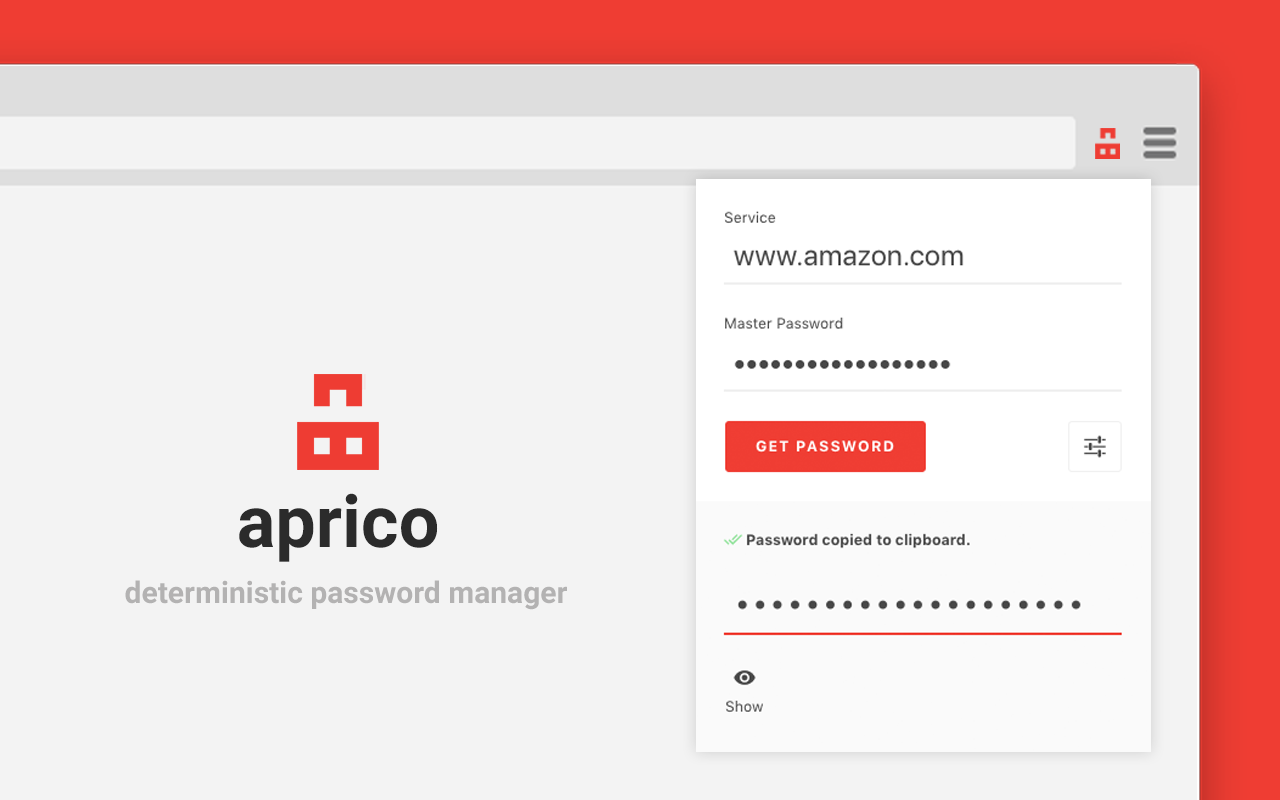 aprico
deterministic password manager
Service
www.amazon.com
Master Password
••••••••••••••••••
GET PASSWORD
Password copied to clipboard.
••••••••••••••••••••
Show